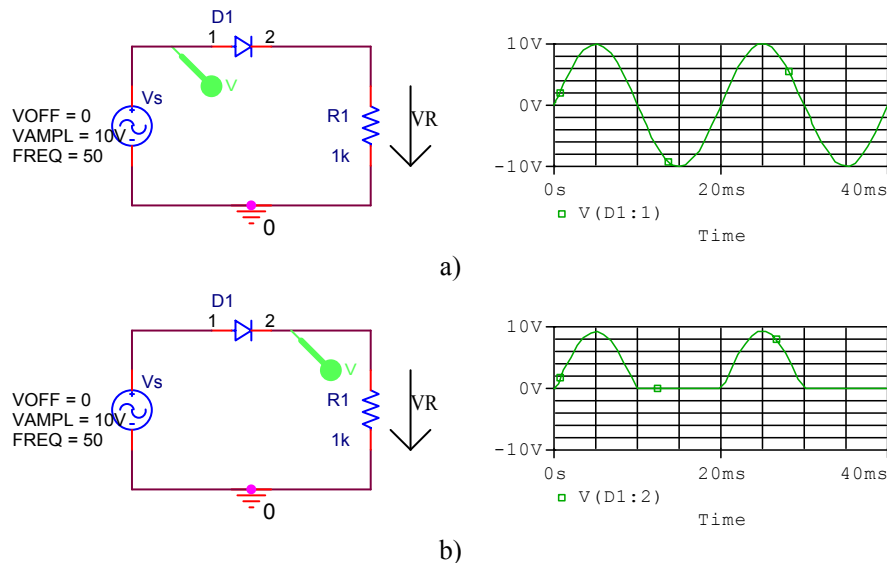 D1
1
2
V
Vs
VOFF = 0
VAMPL = 10V
FREQ = 50
R1
1k
VR
0
10V
0V
-10V
0s
20ms
40ms
V(D1:1)
Time
a)
D1
1
2
V
Vs
VOFF = 0
VAMPL = 10V
FREQ = 50
R1
1k
VR
0
10V
0V
-10V
0s
20ms
40ms
V(D1:2)
Time
b)